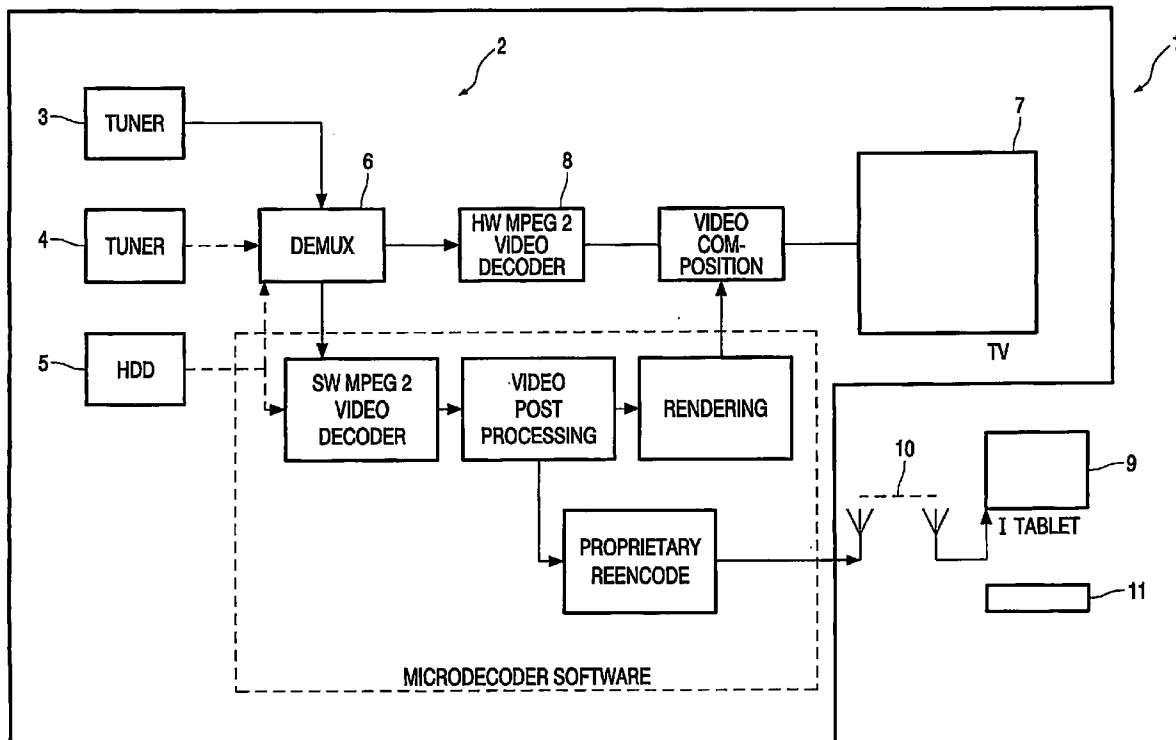 2
3
TUNER
7
6
8
4
TUNER
DEMUX
HW MPEG 2
VIDEO
DECODER
VIDEO
COM-
POSITION
TV
5
HDD
SW MPEG 2
VIDEO
DECODER
VIDEO
POST
PROCESSING
RENDERING
10
9
I TABLET
PROPRIETARY
REENCODE
11
MICRODECODER SOFTWARE